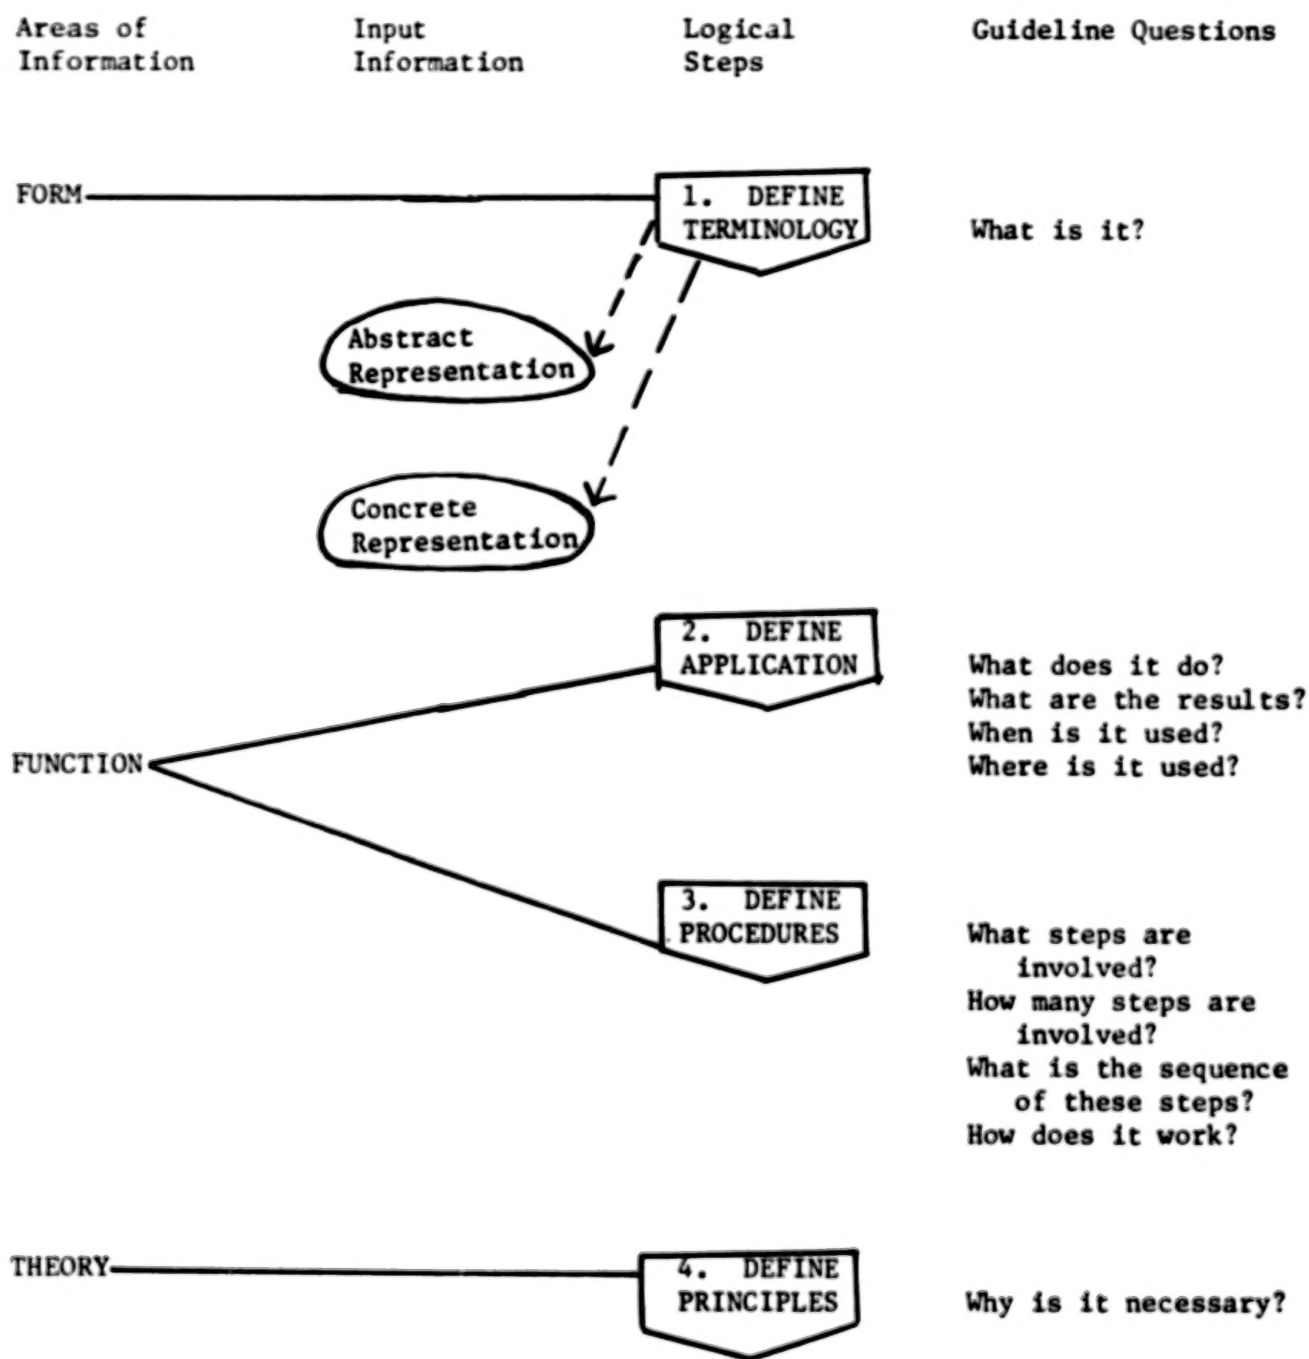 Areas of
Information
Input
Information
Logical
Steps
Guideline Questions
FORM
1. DEFINE
TERMINOLOGY
What is it?
Abstract
Representation
Concrete
Representation
2. DEFINE
APPLICATION
What does it do?
What are the results?
When is it used?
Where is it used?
FUNCTION
3. DEFINE
PROCEDURES
What steps are
involved?
How many steps are
involved?
What is the sequence
of these steps?
How does it work?
THEORY
4. DEFINE
PRINCIPLES
Why is it necessary?